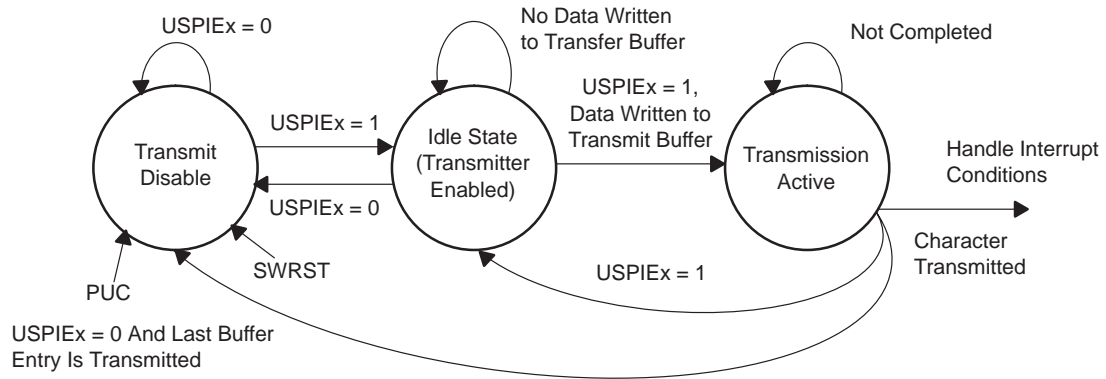 USPIEx = 0
No Data Written
to Transfer Buffer
Not Completed
USPIEx = 1,
Data Written to
Transmit Buffer
USPIEx = 1
Transmit
Disable
Idle State
(Transmitter
Enabled)
Transmission
Active
Handle Interrupt
Conditions
USPIEx = 0
SWRST
PUC
USPIEx = 1
Character
Transmitted
USPIEx = 0 And Last Buffer
Entry Is Transmitted